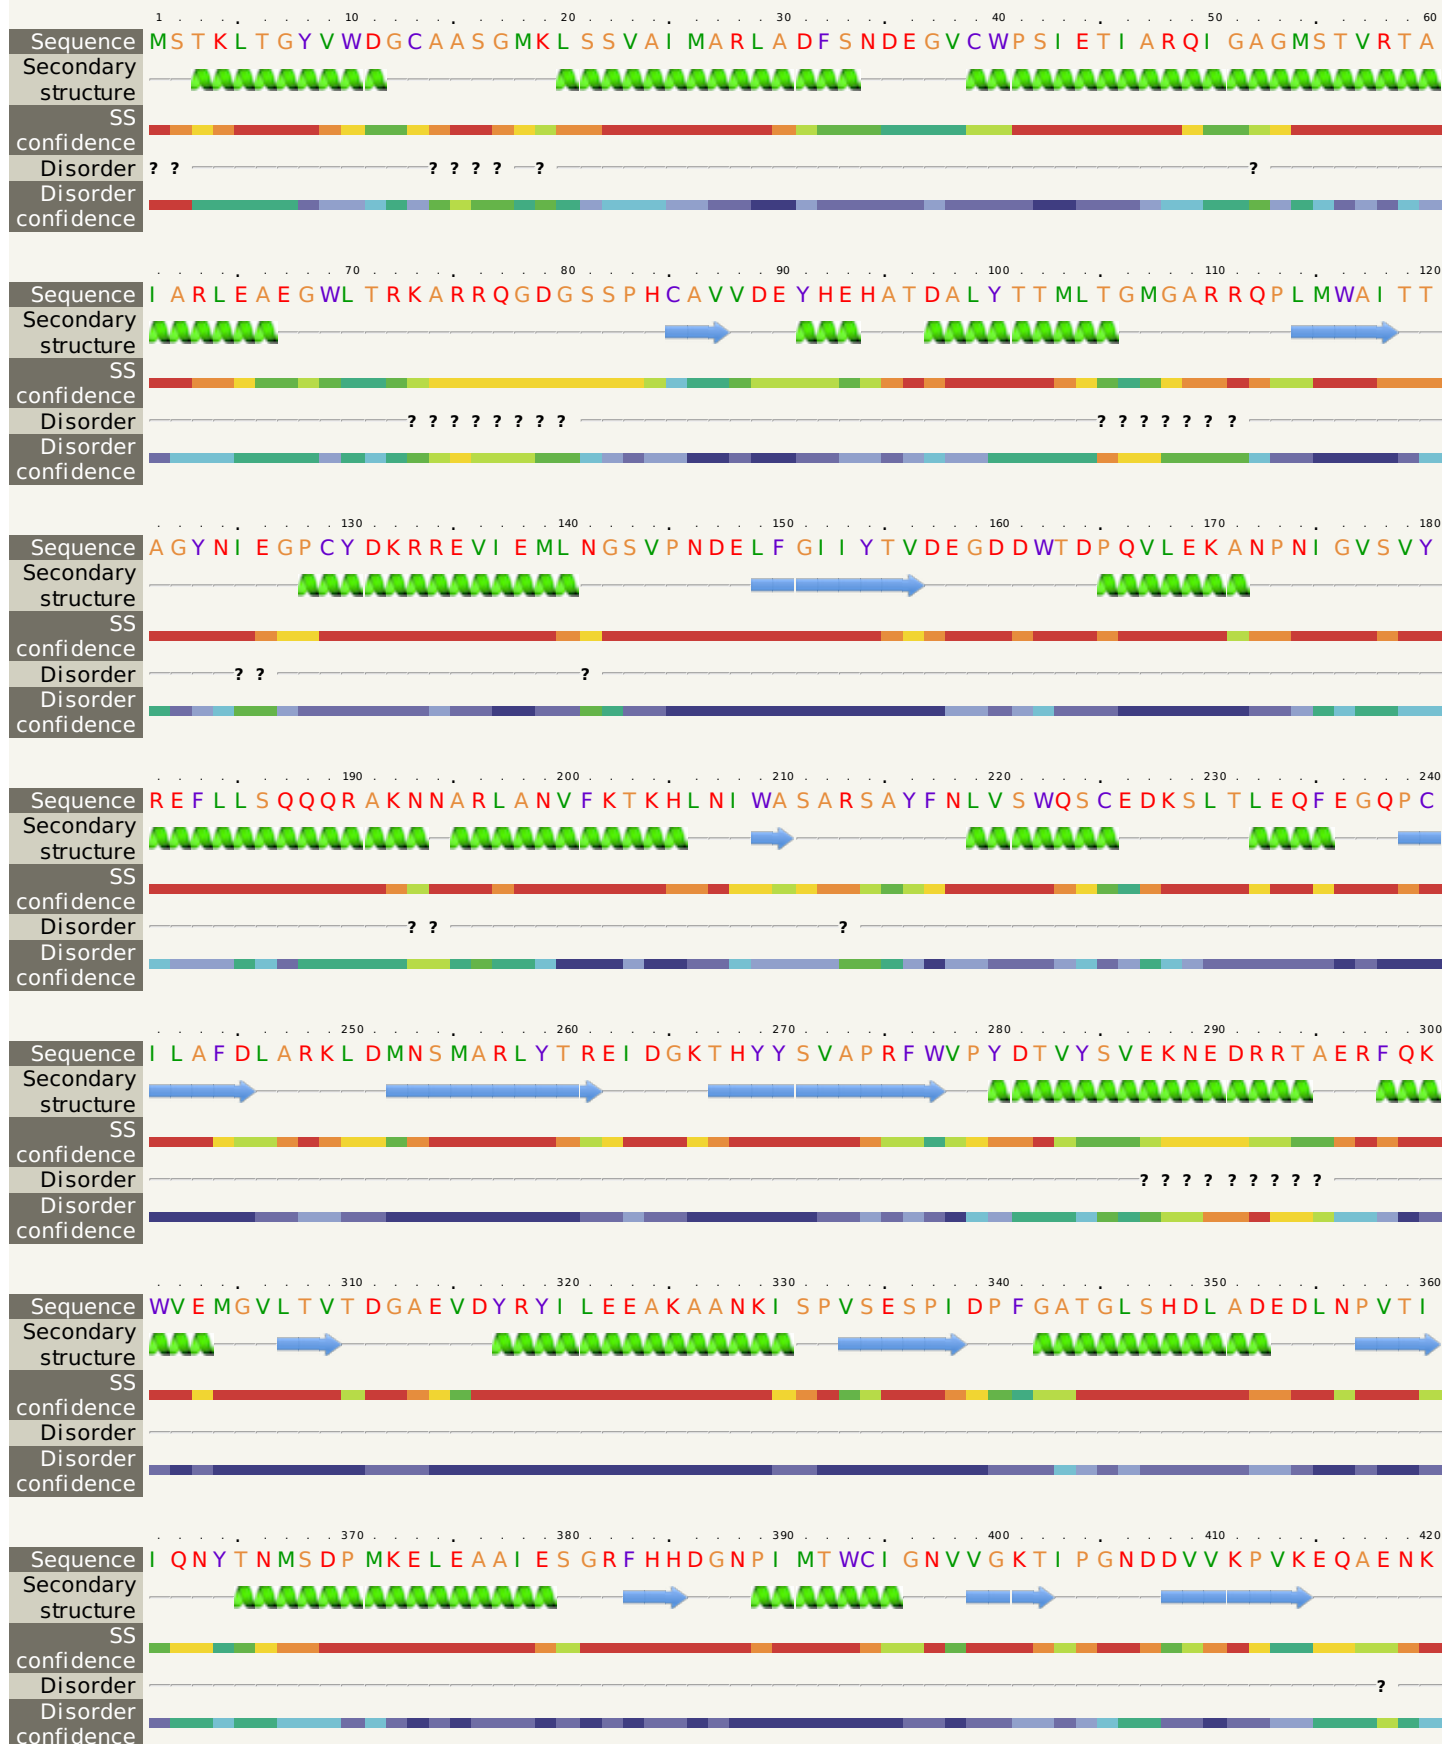 1 10 20 30 40 50 60
Sequence MSTKLTGYVWDGCAASGMKLSSVAIMARLADFSNDEGVCWPSIETIARQIGAGMSTVRTA
Secondary
structure
SS
confidence
Disorder ? ? ? ? ? ? ? ?
Disorder
confidence
70 80 90 100 110 120
Sequence IARLEAEGWLTRKARRQGDGSSPHCAVVDEYHEHATDALYTTMLTGMGARRQPLMWAITT
Secondary
structure
SS
confidence
Disorder ? ? ? ? ? ? ? ? ? ? ? ? ? ? ?
Disorder
confidence
130 140 150 160 170 180
Sequence AGYNIEGPCYDKRREVIEMLNGSVPNDELFGIIYTVDEGDDWTDPQVLEKANPNIGVSVY
Secondary
structure
SS
confidence
Disorder ? ? ?
Disorder
confidence
190 200 210 220 230 240
Sequence REFLLSQQQRAKNNARLANVFKTKHLNIWASARSAYFNLVSWQSCEDKSLTLEQFEGQPC
Secondary
structure
SS
confidence
Disorder ? ? ?
Disorder
confidence
250 260 270 280 290 300
Sequence ILAFDLARKLDMNSMARLYTREIDGKTHYYSVAPRFWVPYDTVYSVEKNEDRRTAERFQK
Secondary
structure
SS
confidence
Disorder ? ? ? ? ? ? ? ? ?
Disorder
confidence
310 320 330 340 350 360
Sequence WVEMGVLTVTDGAEVDYRYILEEAKAANKISPVSESPIDPFGATGLSHDLADEDLNPVTI
Secondary
structure
SS
confidence
Disorder
Disorder
confidence
370 380 390 400 410 420
Sequence IQNYTNMSDPMKELEAAIESGRFHHDGNPIMTWCIGNVVGKTIPGNDDVVKPVKEQAENK
Secondary
structure
SS
confidence
Disorder ?
Disorder
confidence